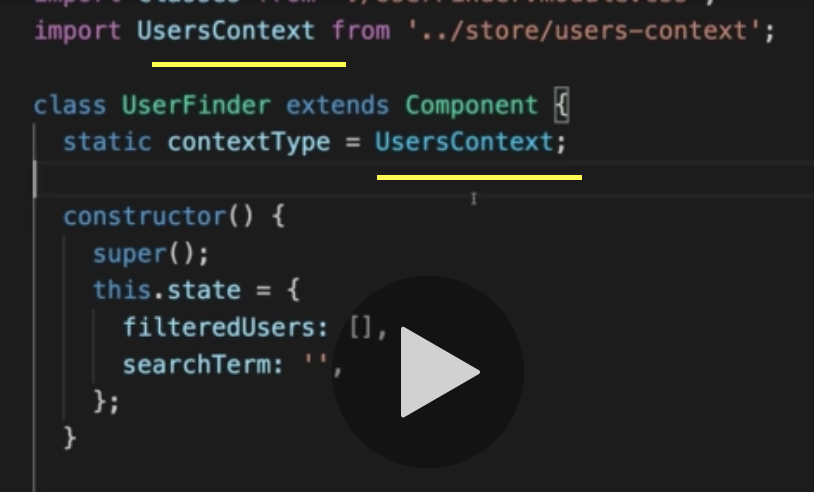 import UsersContext from '../store/users-context';
class UserFinder extends Component {
static contextType = UsersContext;
constructor() {
super();
this.state = {
filteredUsers: [],
searchTerm: '',
};
}